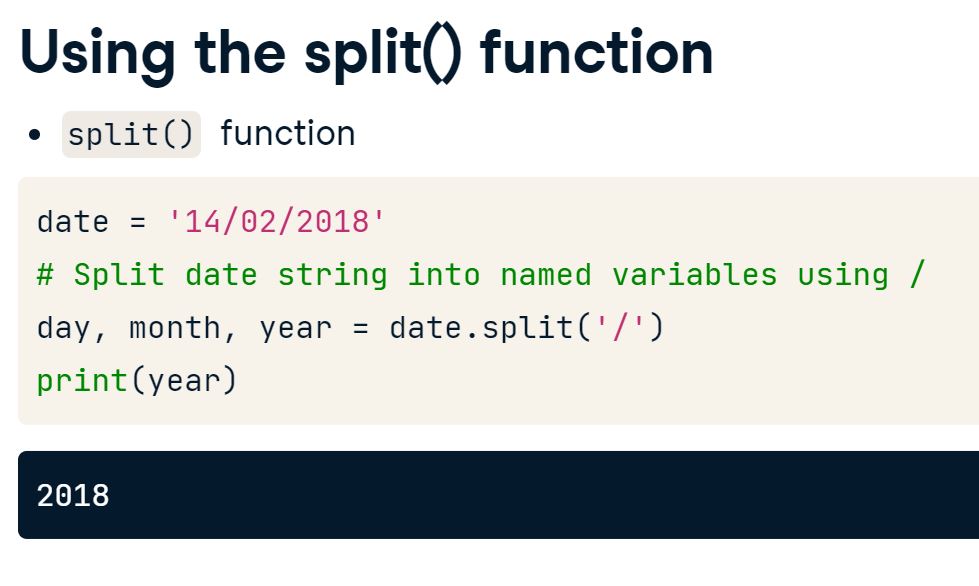 Using the split() function
• split() function
date = '14/02/2018'
# Split date string into named variables using /
day, month, year = date.split('/')
print(year)
2018